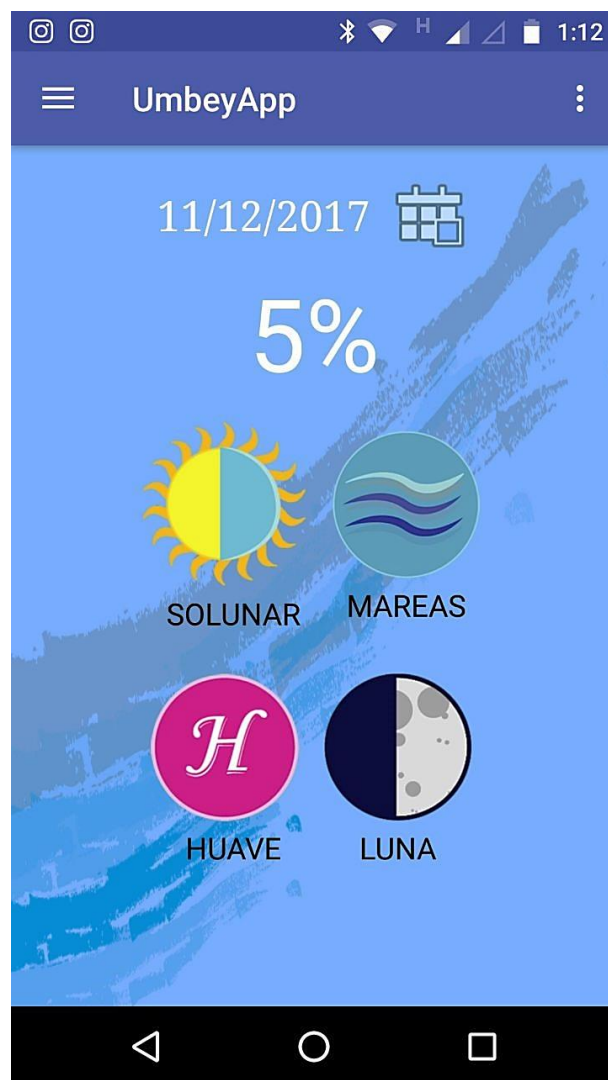 H 1:12
UmbeyApp
11/12/2017
5%
SOLUNAR MAREAS
H
HUAVE LUNA